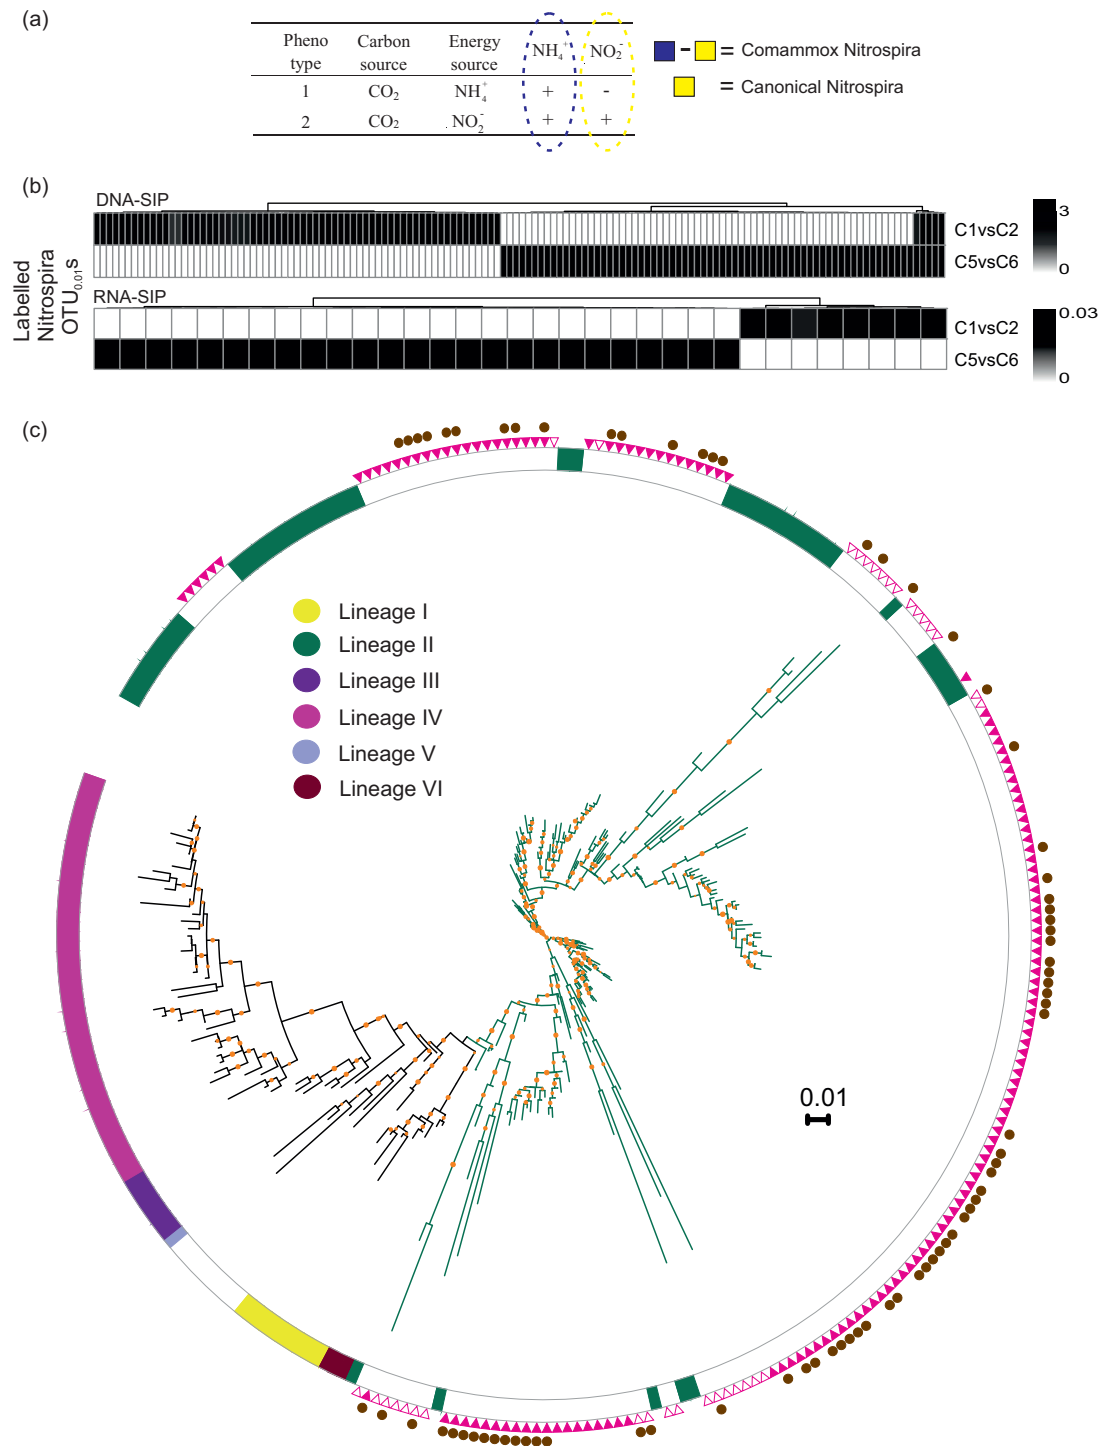 (a)
Pheno type Carbon source Energy source NH₄⁺ NO₂⁻
1 CO₂ NH₄⁺ + -
2 CO₂ NO₂⁻ + +
- = Comammox Nitrospira
= Canonical Nitrospira
(b)
DNA-SIP
C1vsC2
C5vsC6
3
0
Labelled
Nitrospira
OTU₀.₀₁s
RNA-SIP
C1vsC2
C5vsC6
0.03
0
(c)
Lineage I
Lineage II
Lineage III
Lineage IV
Lineage V
Lineage VI
0.01